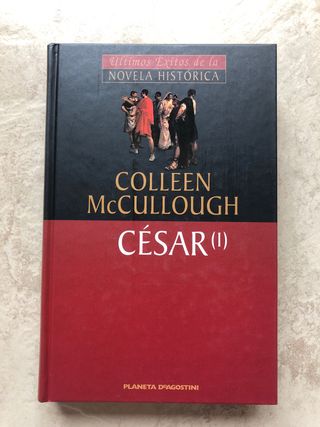 Últimos Éxitos de la
NOVELA HISTÓRICA
COLLEEN
McCULLOUGH
CÉSAR (I)
PLANETA DeAGOSTINI